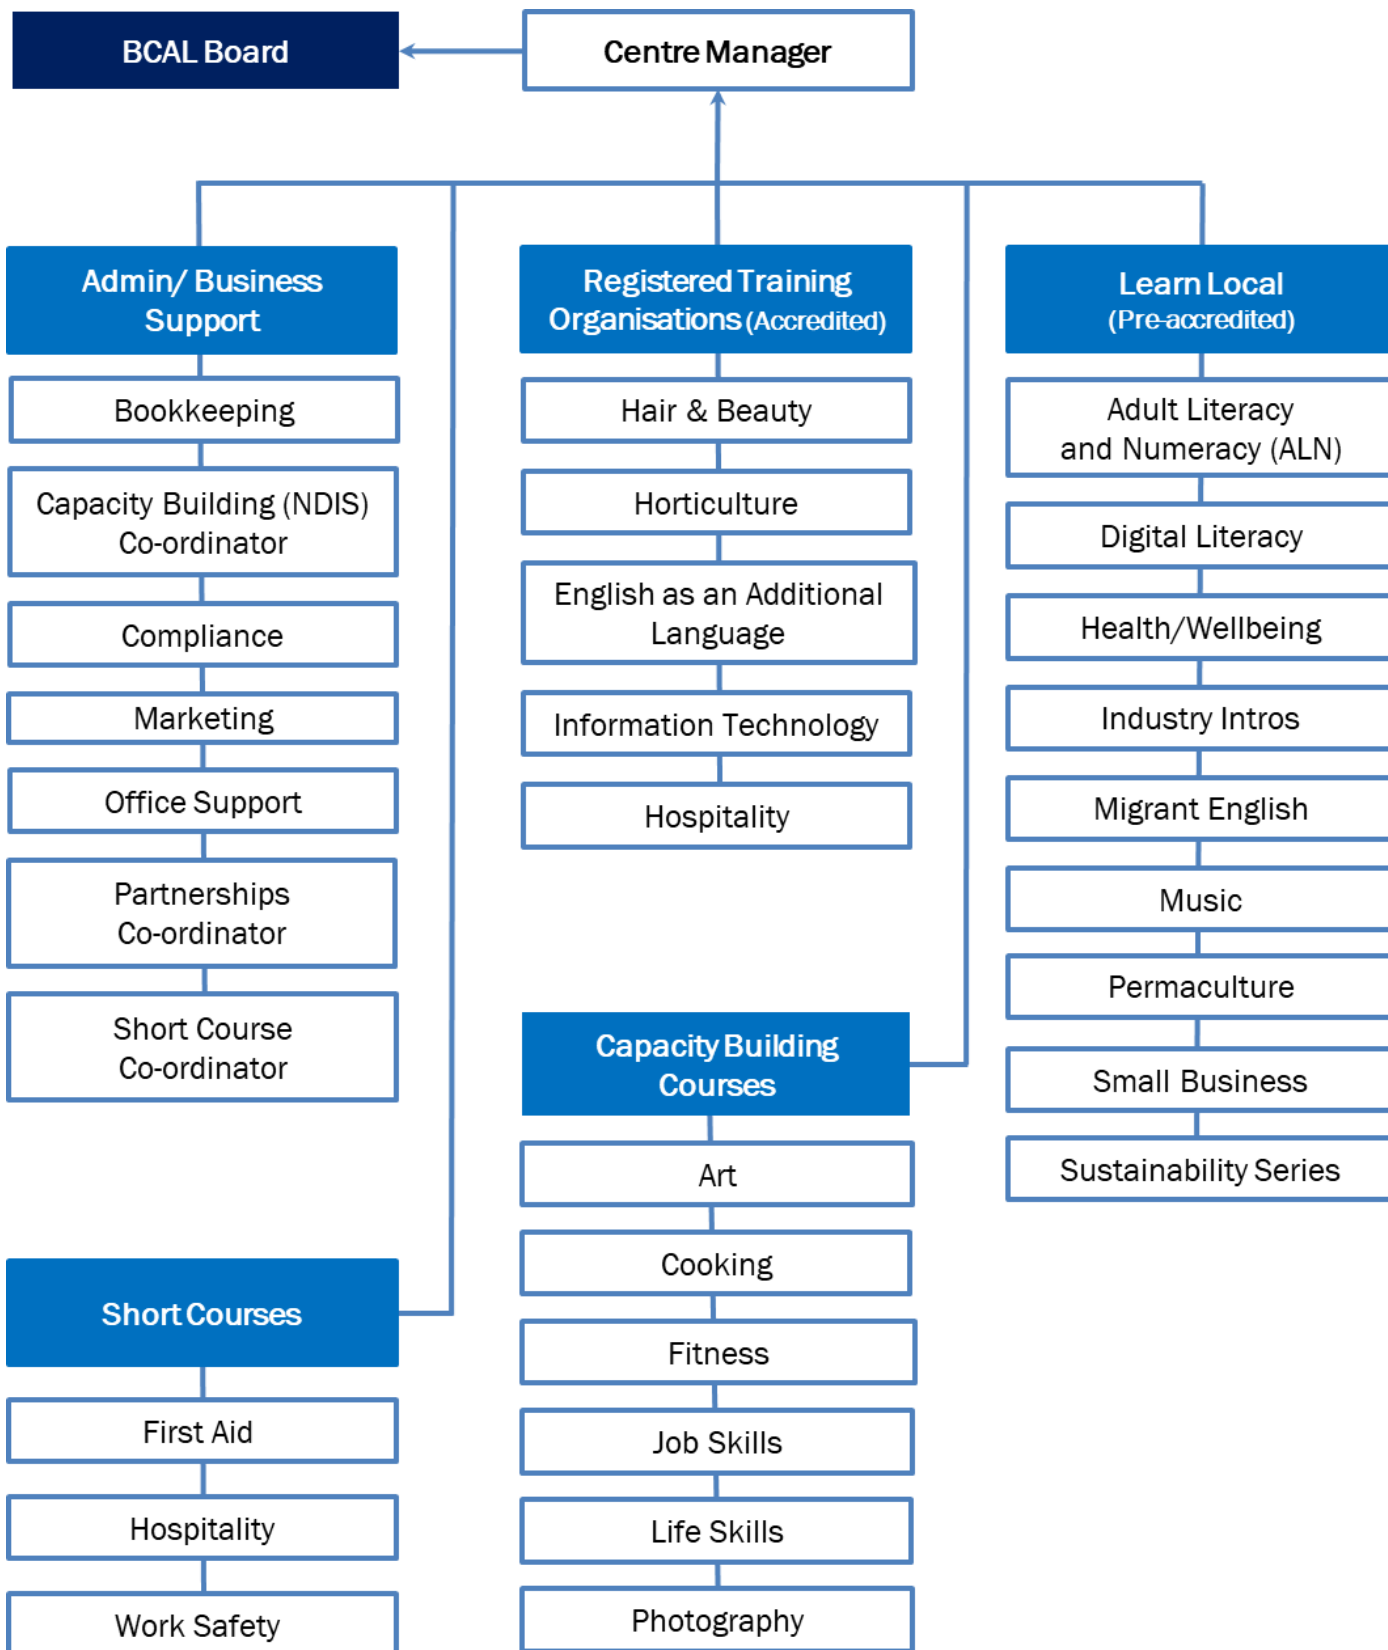 BCAL Board
Centre Manager
Admin/ Business
Support
Bookkeeping
Capacity Building (NDIS)
Co-ordinator
Compliance
Marketing
Office Support
Partnerships
Co-ordinator
Short Course
Co-ordinator
Registered Training
Organisations (Accredited)
Hair & Beauty
Horticulture
English as an Additional
Language
Information Technology
Hospitality
Learn Local
(Pre-accredited)
Adult Literacy
and Numeracy (ALN)
Digital Literacy
Health/Wellbeing
Industry Intros
Migrant English
Music
Permaculture
Small Business
Sustainability Series
Short Courses
First Aid
Hospitality
Work Safety
Capacity Building
Courses
Art
Cooking
Fitness
Job Skills
Life Skills
Photography